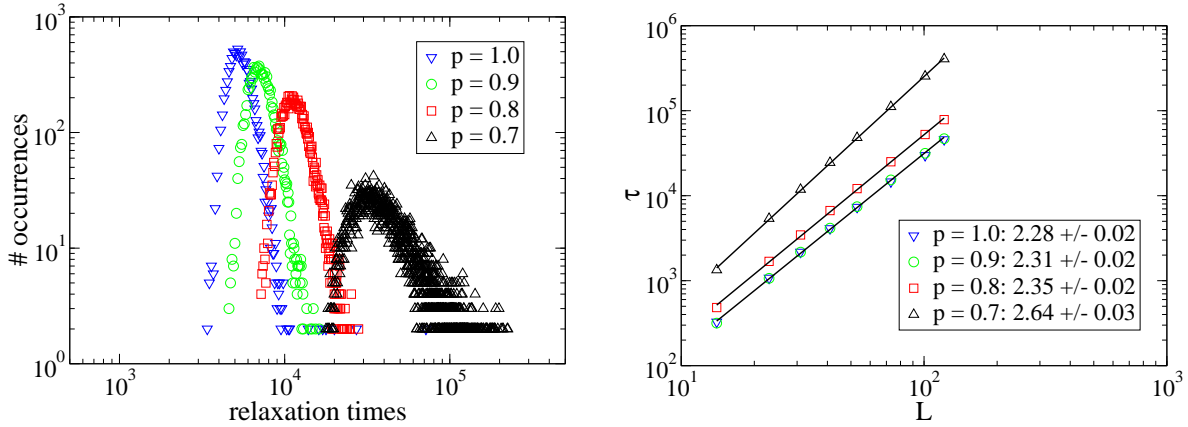 # occurrences
10^3
10^2
10^1
10^0
p = 1.0
p = 0.9
p = 0.8
p = 0.7
10^3
10^4
10^5
relaxation times
τ
10^6
10^5
10^4
10^3
10^2
p = 1.0: 2.28 +/- 0.02
p = 0.9: 2.31 +/- 0.02
p = 0.8: 2.35 +/- 0.02
p = 0.7: 2.64 +/- 0.03
10^1
10^2
10^3
L